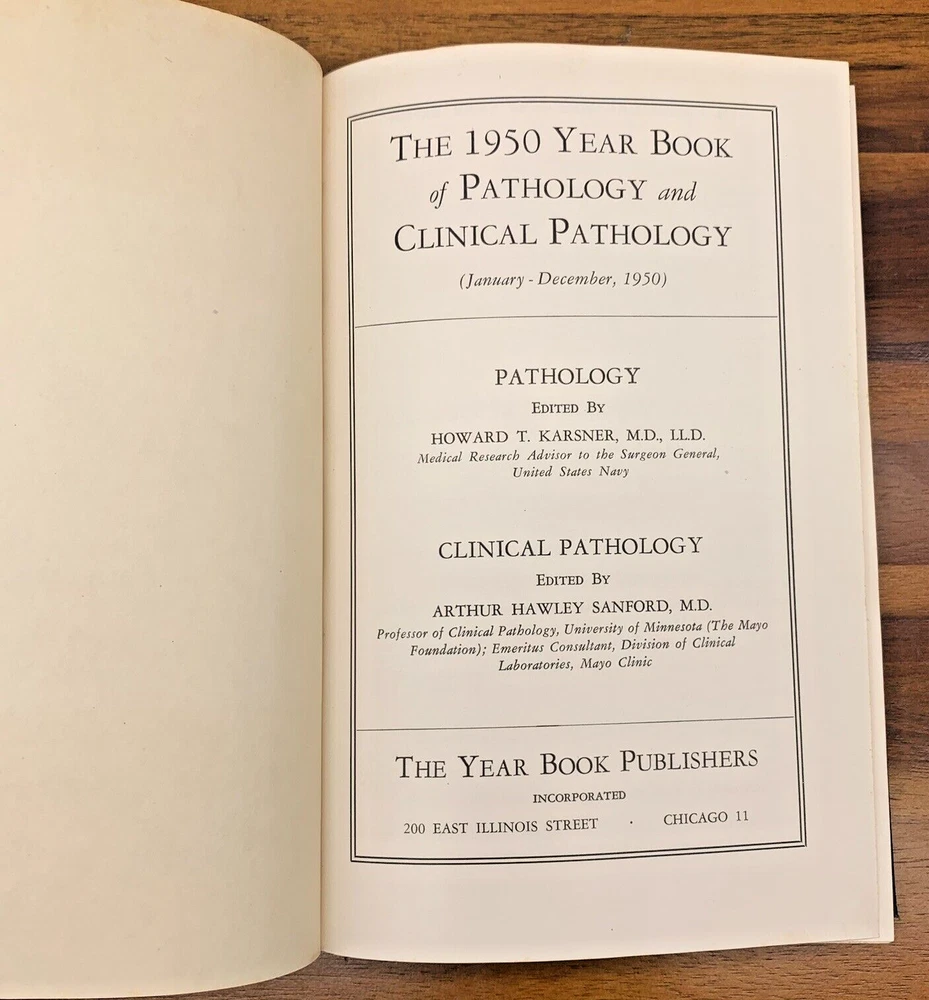 THE 1950 YEAR BOOK
of PATHOLOGY and
CLINICAL PATHOLOGY
(January - December, 1950)
PATHOLOGY
EDITED BY
HOWARD T. KARSNER, M.D., LL.D.
Medical Research Advisor to the Surgeon General,
United States Navy
CLINICAL PATHOLOGY
EDITED BY
ARTHUR HAWLEY SANFORD, M.D.
Professor of Clinical Pathology, University of Minnesota (The Mayo
Foundation); Emeritus Consultant, Division of Clinical
Laboratories, Mayo Clinic
THE YEAR BOOK PUBLISHERS
INCORPORATED
200 EAST ILLINOIS STREET · CHICAGO 11